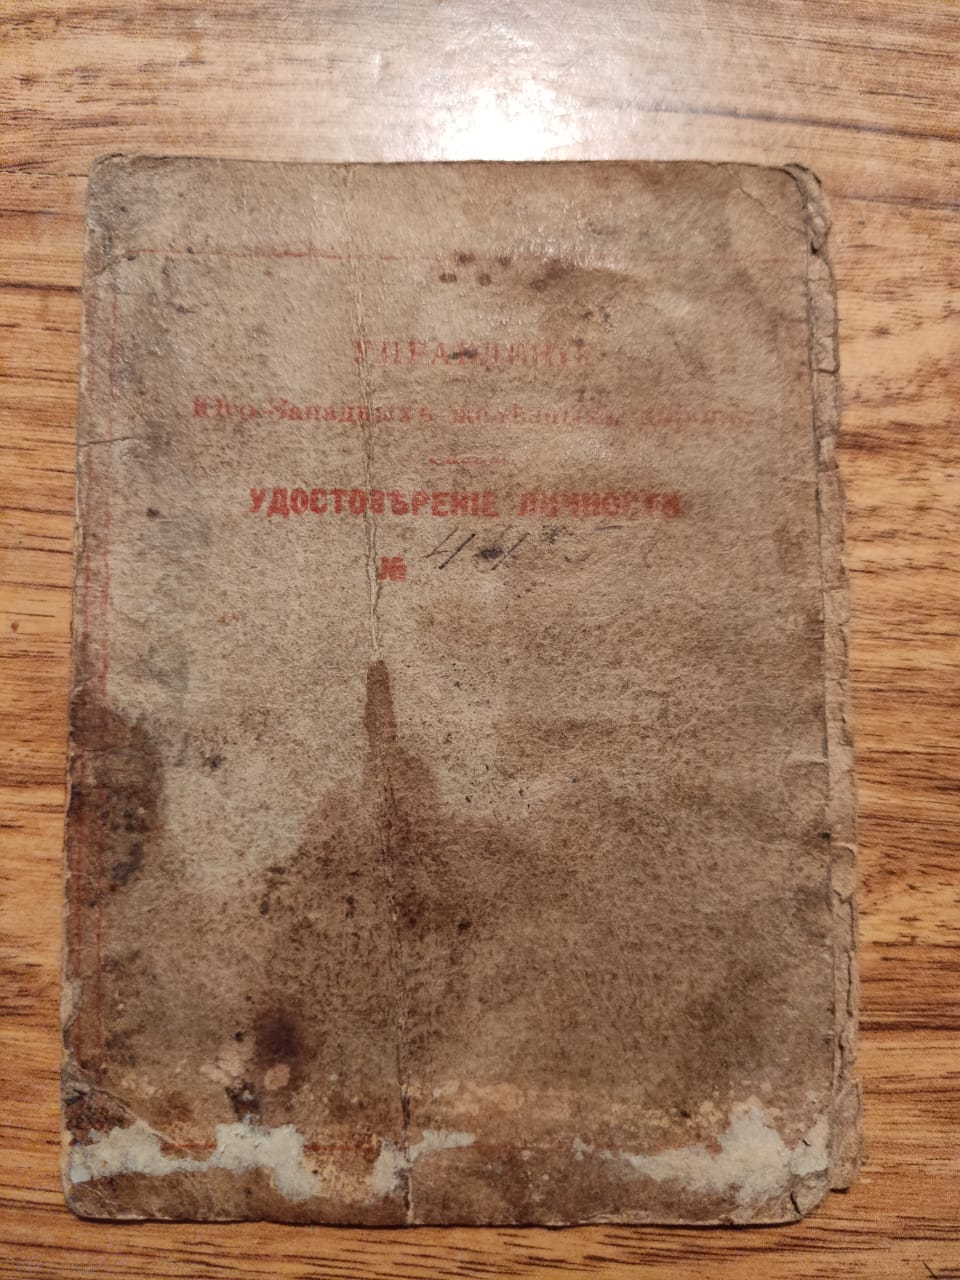 УПРАВЛЕНІЕ
Юго-Западныхъ желѣзныхъ дорогъ.
УДОСТОВѢРЕНІЕ ЛИЧНОСТИ
№